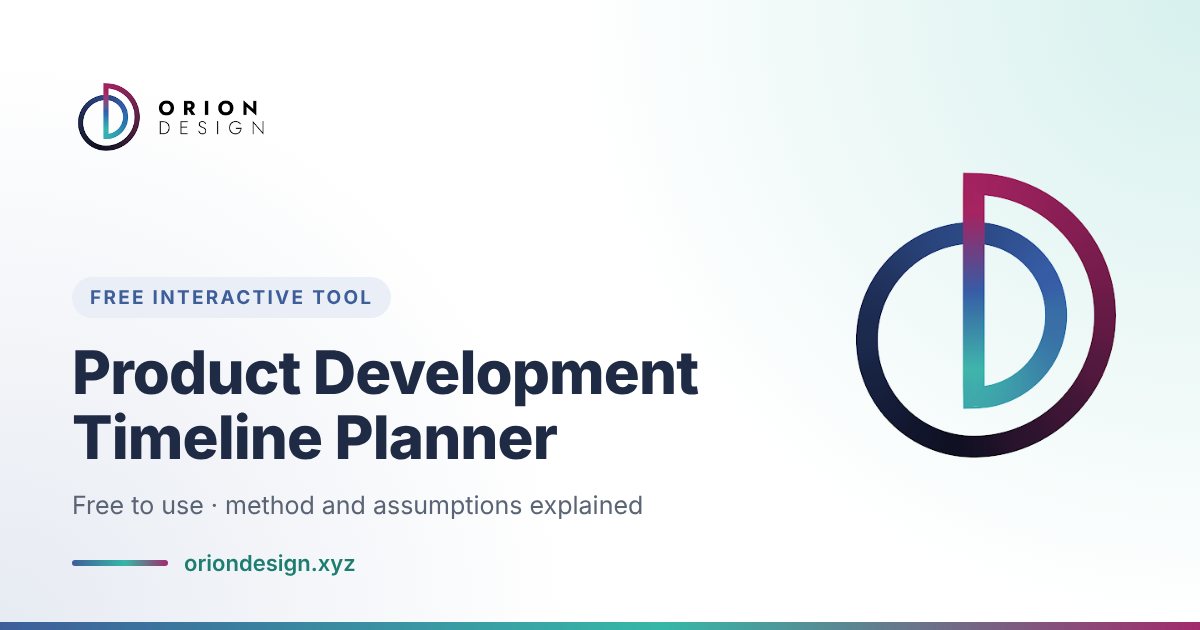 ORION
DESIGN
FREE INTERACTIVE TOOL
Product Development
Timeline Planner
Free to use · method and assumptions explained
oriondesign.xyz